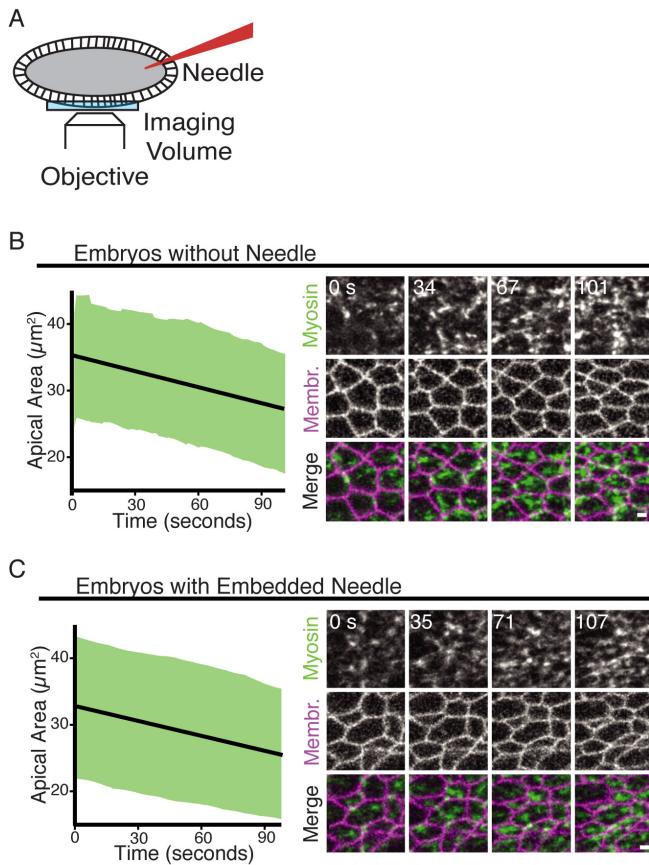 A
Needle
Imaging
Volume
Objective
B
Embryos without Needle
Apical Area (µm²)
40
30
20
0
30
60
90
Time (seconds)
Myosin
Membr.
Merge
0 s
34
67
101
C
Embryos with Embedded Needle
Apical Area (µm²)
40
30
20
0
30
60
90
Time (seconds)
Myosin
Membr.
Merge
0 s
35
71
107